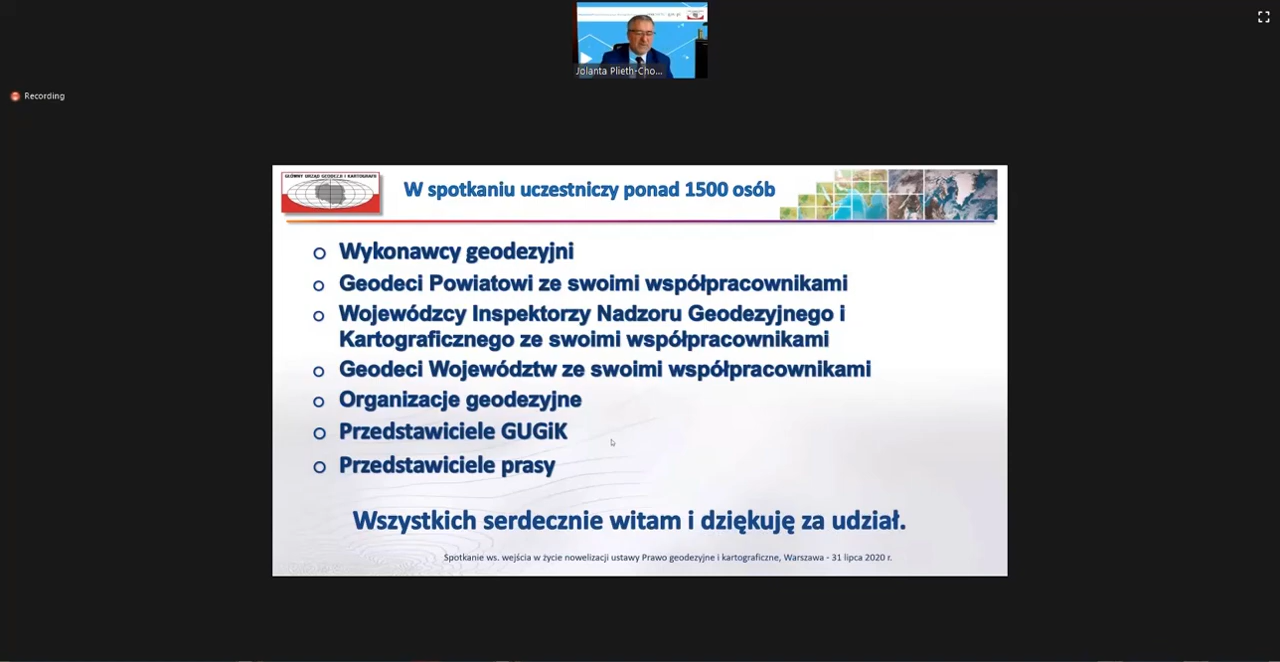 Jolanta Plieth-Cho...
Recording
GŁÓWNY URZĄD GEODEZJI I KARTOGRAFII
W spotkaniu uczestniczy ponad 1500 osób
Wykonawcy geodezyjni
Geodeci Powiatowi ze swoimi współpracownikami
Wojewódzcy Inspektorzy Nadzoru Geodezyjnego i
Kartograficznego ze swoimi współpracownikami
Geodeci Województw ze swoimi współpracownikami
Organizacje geodezyjne
Przedstawiciele GUGiK
Przedstawiciele prasy
Wszystkich serdecznie witam i dziękuję za udział.
Spotkanie ws. wejścia w życie nowelizacji ustawy Prawo geodezyjne i kartograficzne, Warszawa - 31 lipca 2020 r.